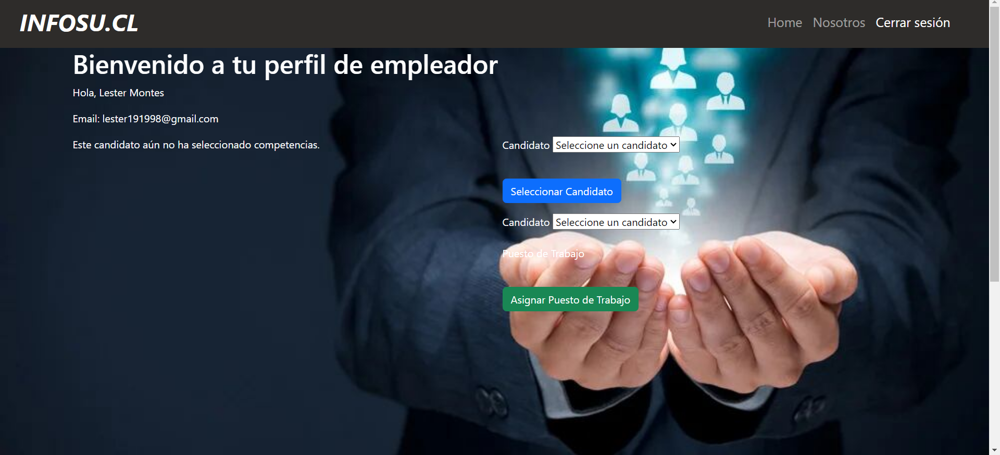 INFOSU.CL
Home Nosotros Cerrar sesión
Bienvenido a tu perfil de empleador
Hola, Lester Montes
Email: lester191998@gmail.com
Este candidato aún no ha seleccionado competencias.
Candidato Seleccione un candidato
Seleccionar Candidato
Candidato Seleccione un candidato
Puesto de Trabajo
Asignar Puesto de Trabajo